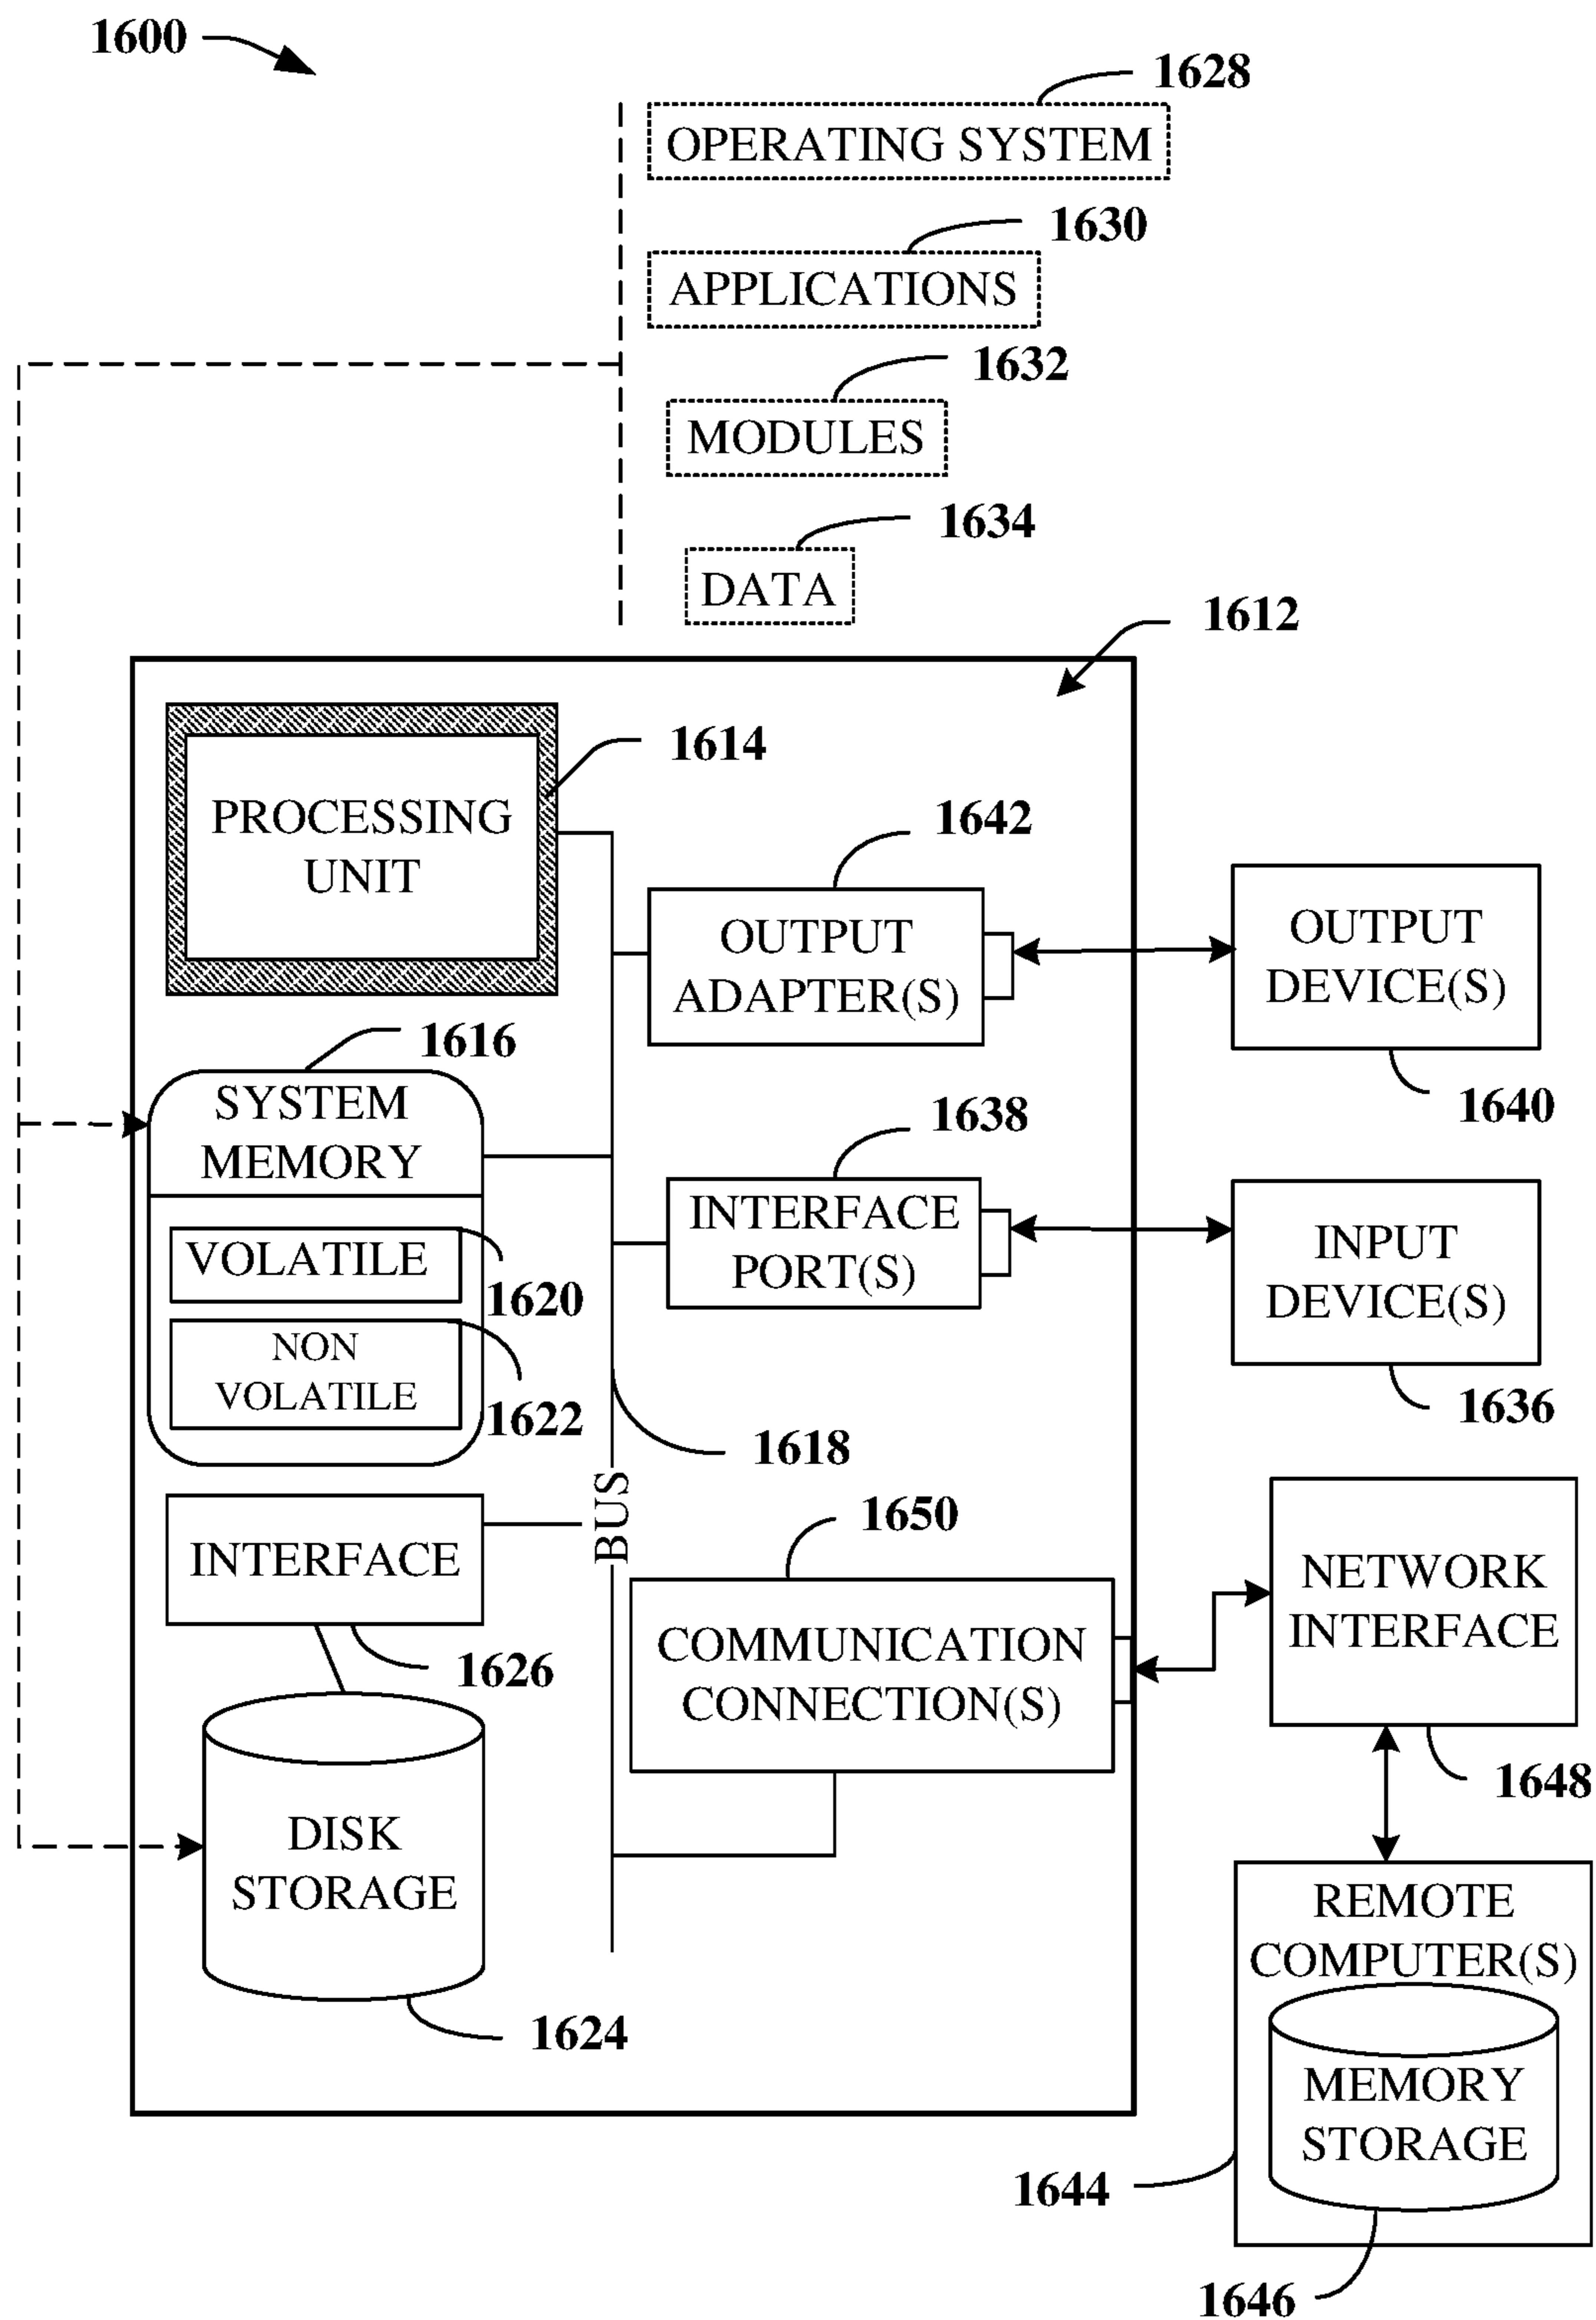 1600
1628
OPERATING SYSTEM
1630
APPLICATIONS
1632
MODULES
1634
DATA
1612
1614
PROCESSING
UNIT
1642
OUTPUT
ADAPTER(S)
OUTPUT
DEVICE(S)
1640
1616
SYSTEM
MEMORY
VOLATILE
1620
NON
VOLATILE
1622
1638
INTERFACE
PORT(S)
INPUT
DEVICE(S)
1636
1618
BUS
INTERFACE
1626
1650
COMMUNICATION
CONNECTION(S)
NETWORK
INTERFACE
1648
DISK
STORAGE
1624
REMOTE
COMPUTER(S)
MEMORY
STORAGE
1644
1646